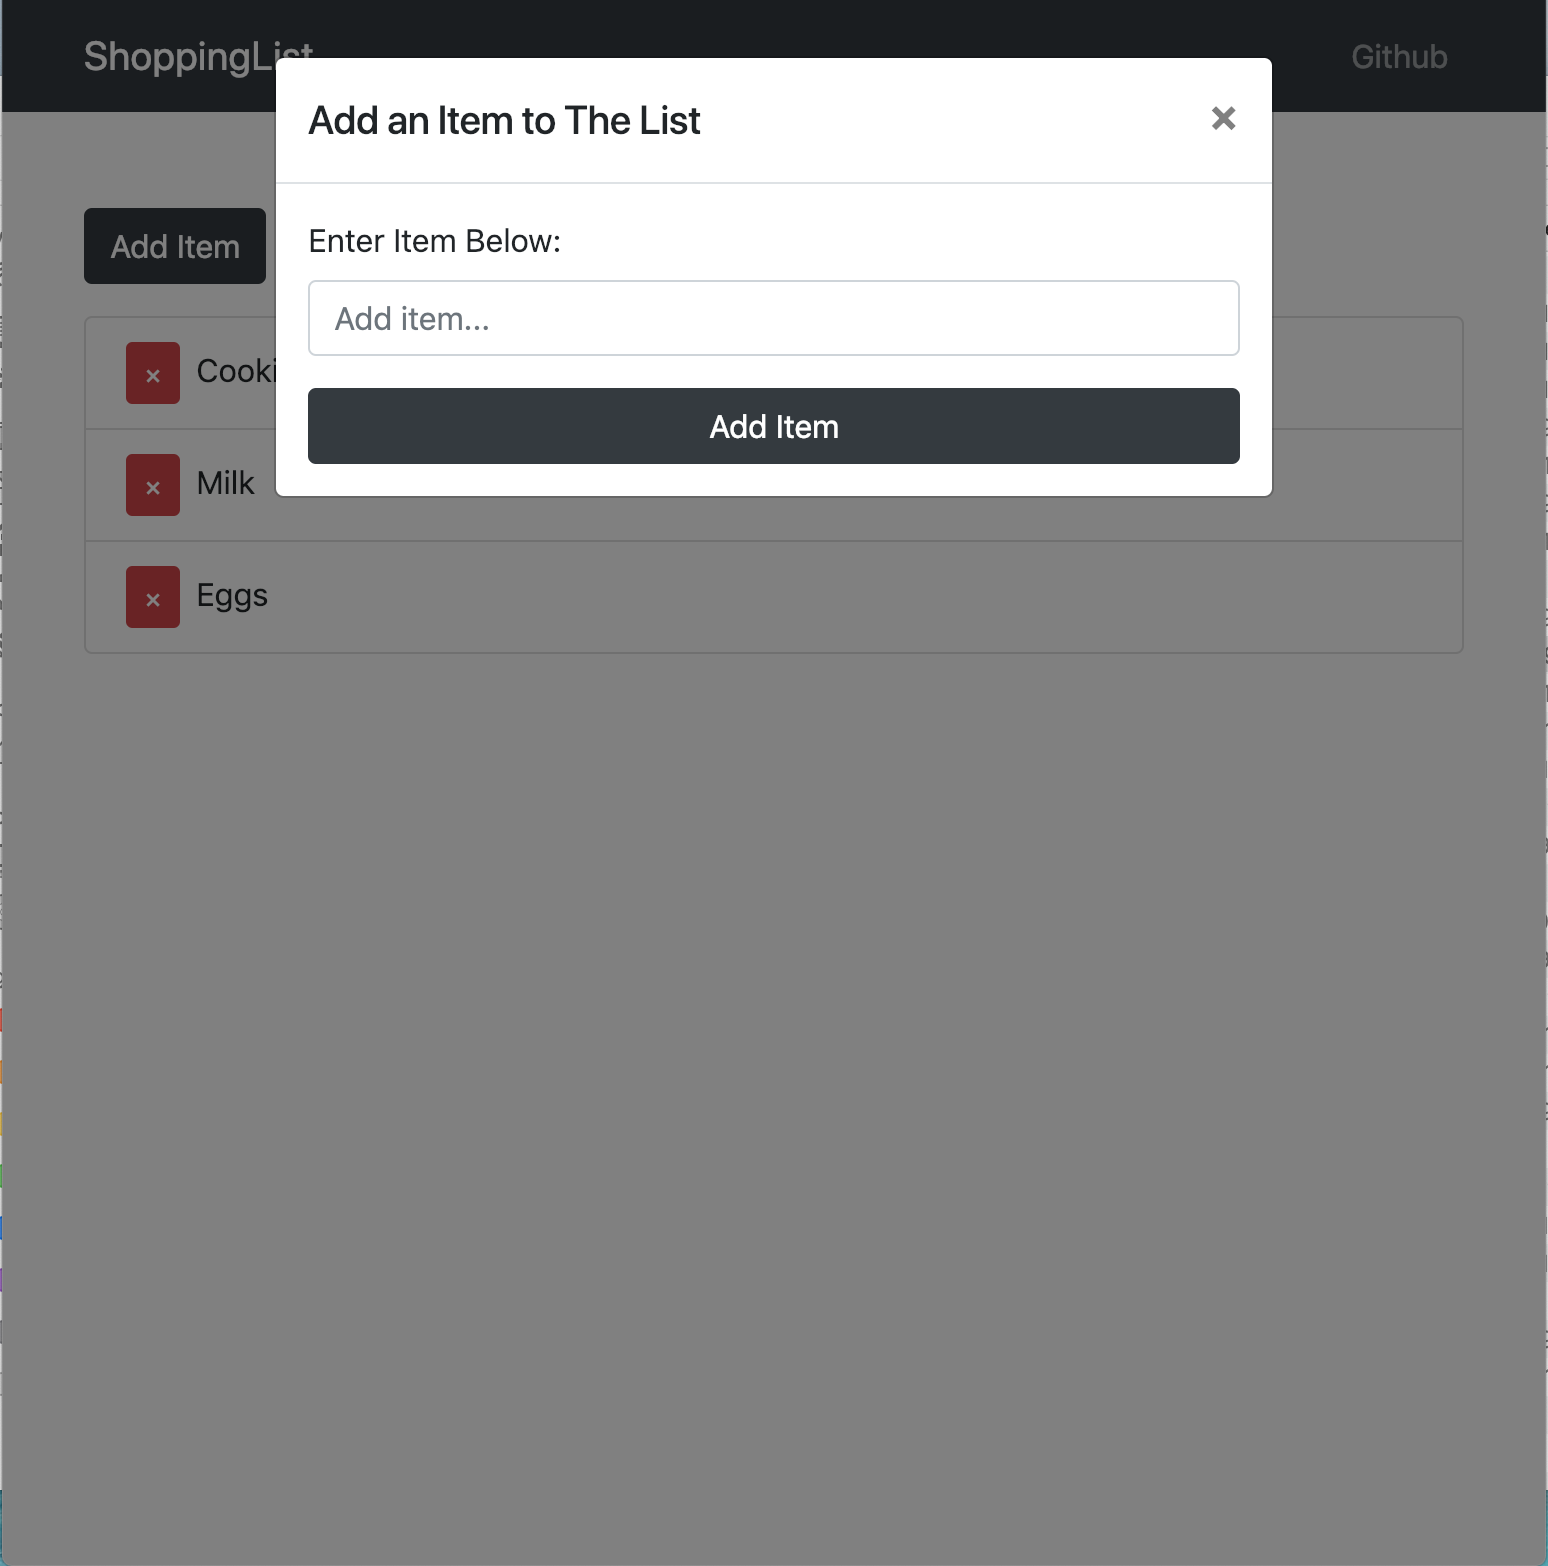 ShoppingList
Github
Add an Item to The List
×
Enter Item Below:
Add item...
Add Item
Add Item
×
×
Milk
×
Eggs